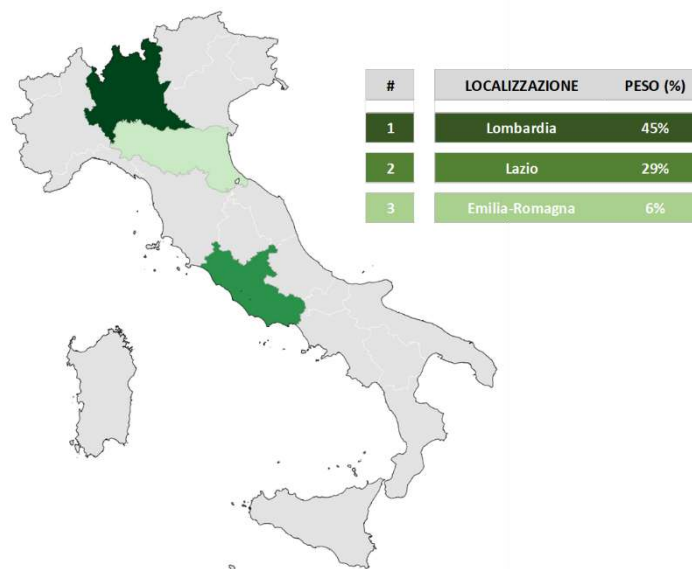 # LOCALIZZAZIONE PESO (%)
1 Lombardia 45%
2 Lazio 29%
3 Emilia-Romagna 6%